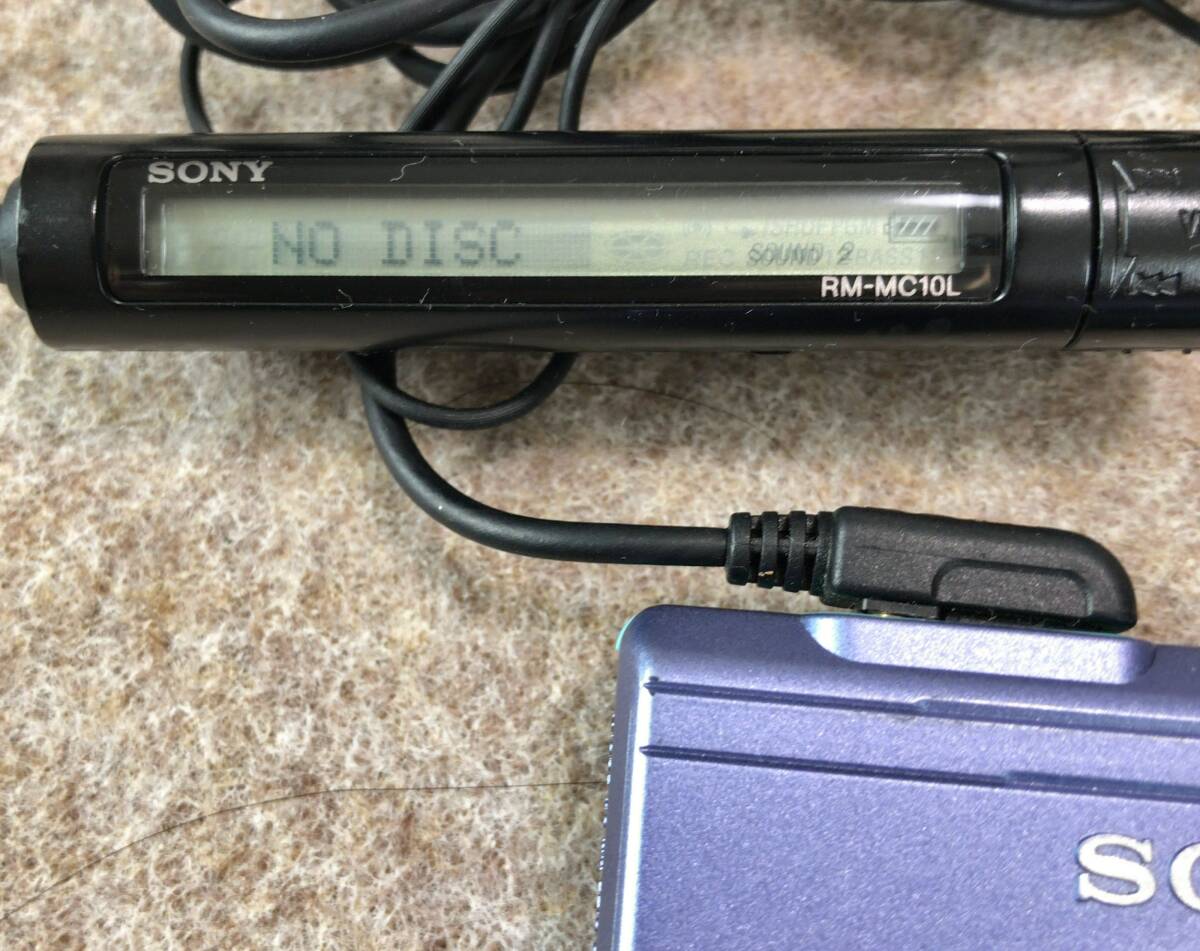 SONY
NO DISC
SOUND 2
RM-MC10L
SO